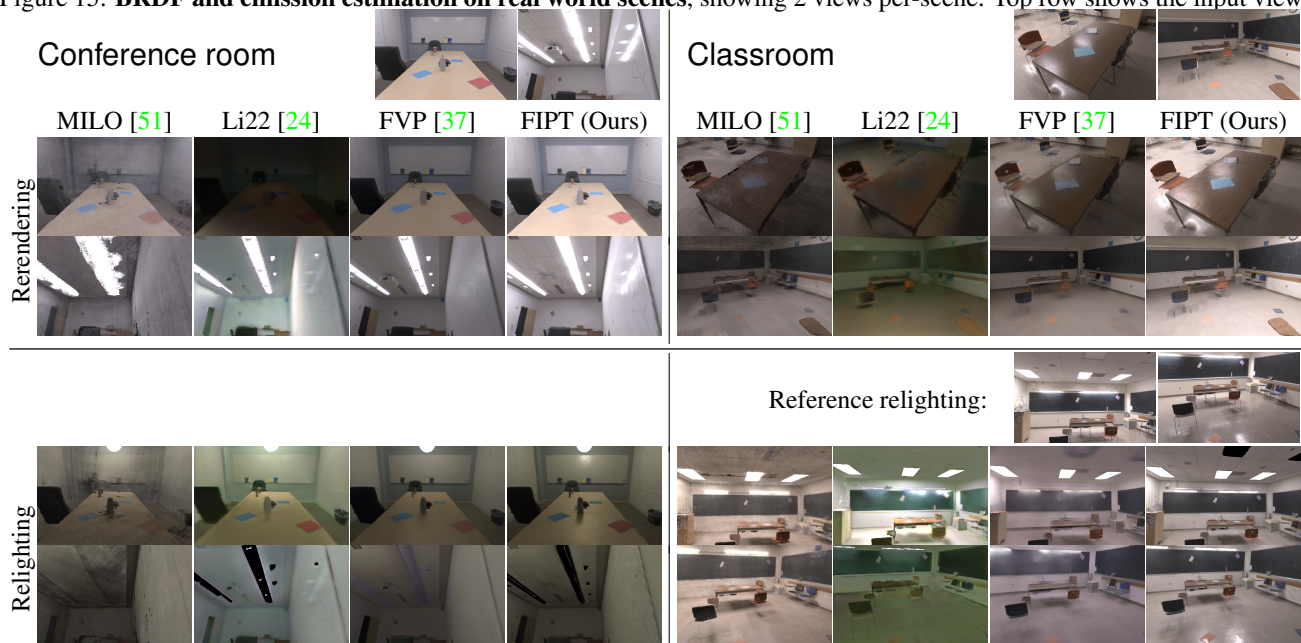 Figure 15. BRDF and emission estimation on real world scenes, showing 2 views per-scene. Top row shows the input view
Conference room
Classroom
MILO [51] Li22 [24] FVP [37] FIPT (Ours)
MILO [51] Li22 [24] FVP [37] FIPT (Ours)
Rerendering
Reference relighting:
Relighting